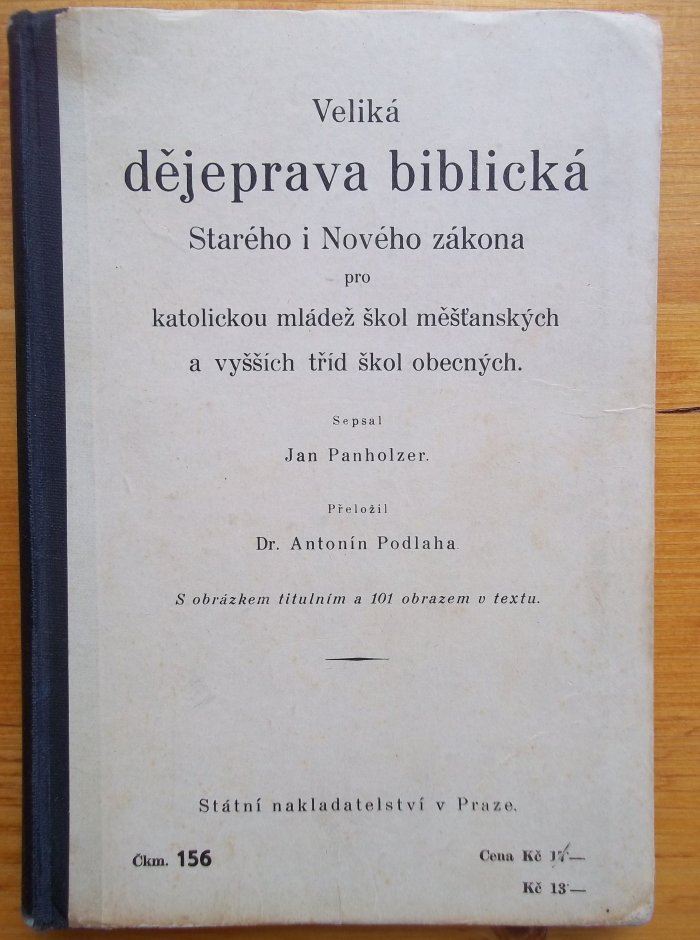 Veliká
dějeprava biblická
Starého i Nového zákona
pro
katolickou mládež škol měšťanských
a vyšších tříd škol obecných.
Sepsal
Jan Panholzer.
Přeložil
Dr. Antonín Podlaha.
S obrázkem titulním a 101 obrazem v textu.
Státní nakladatelství v Praze.
Čkm. 156
Cena Kč
Kč 13·—